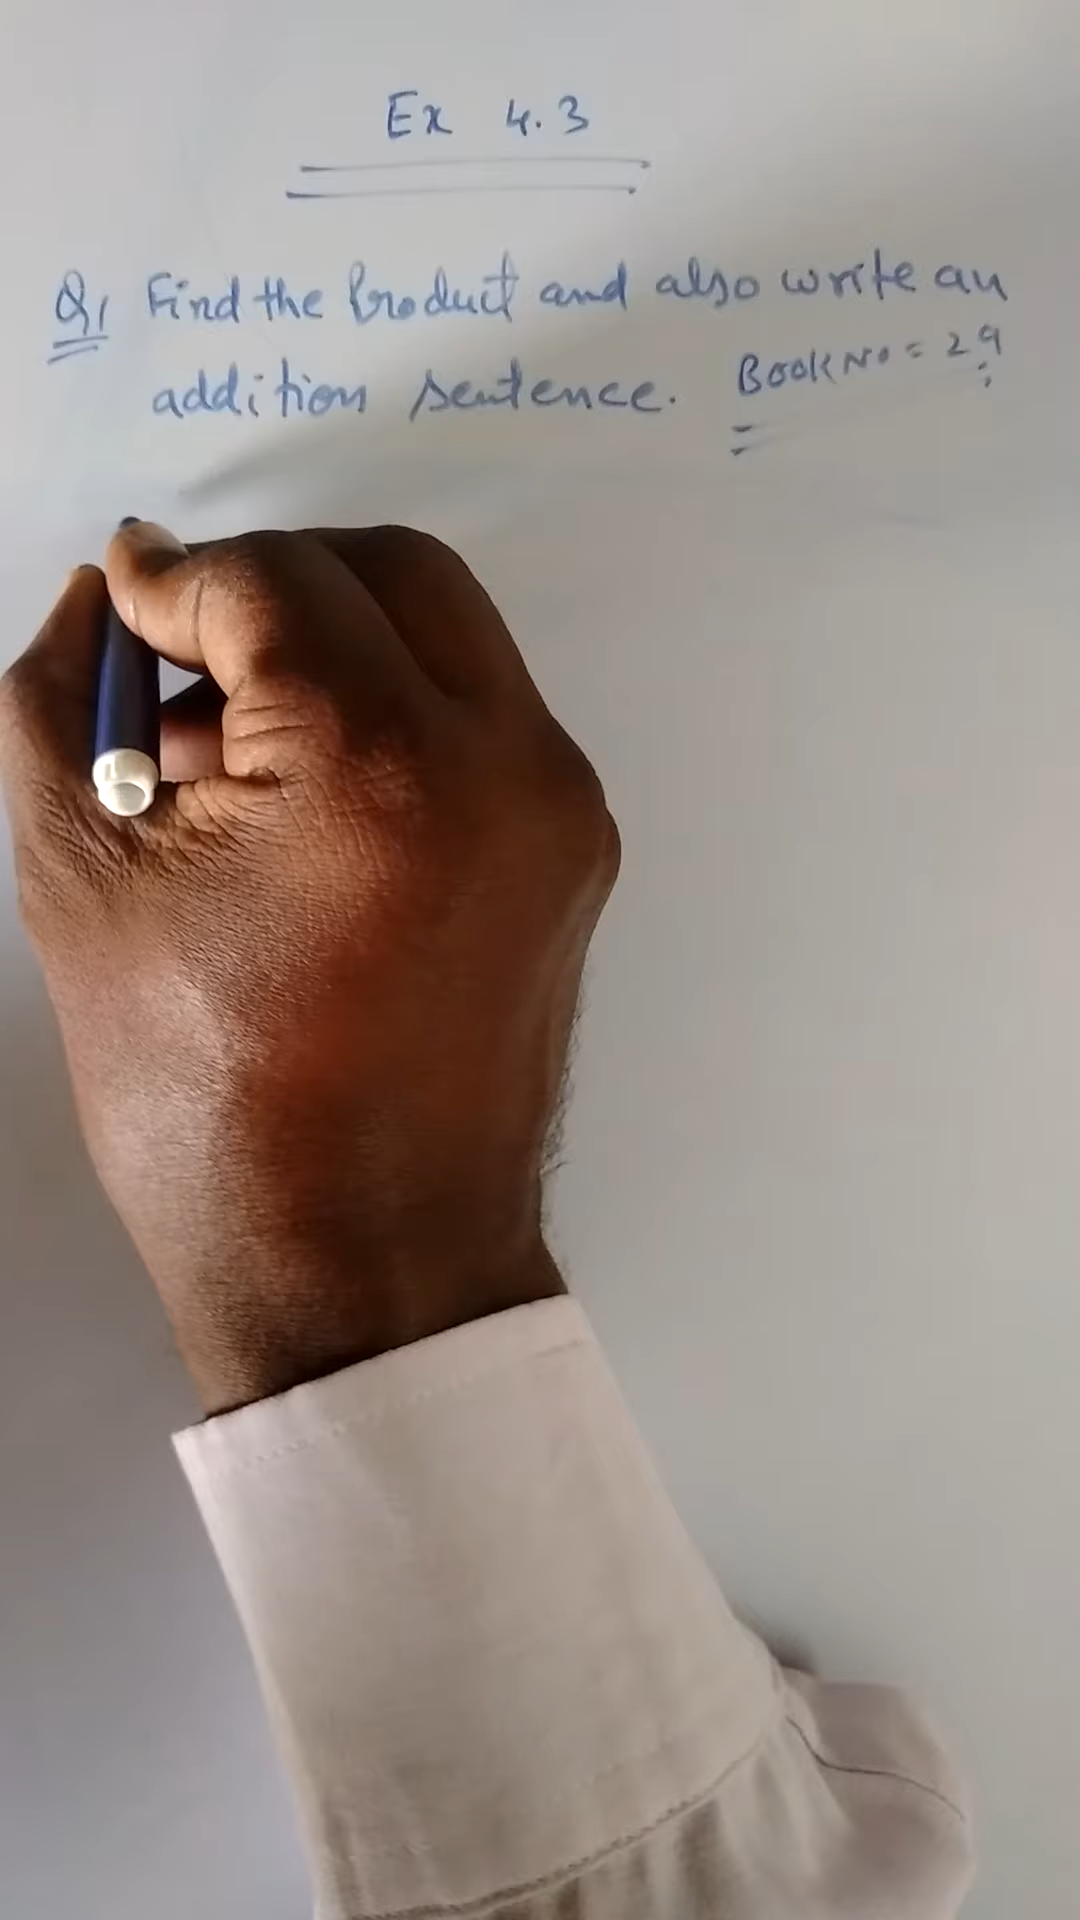 Ex 4.3
Q1 Find the Product and also write an
addition sentence. Book No = 29